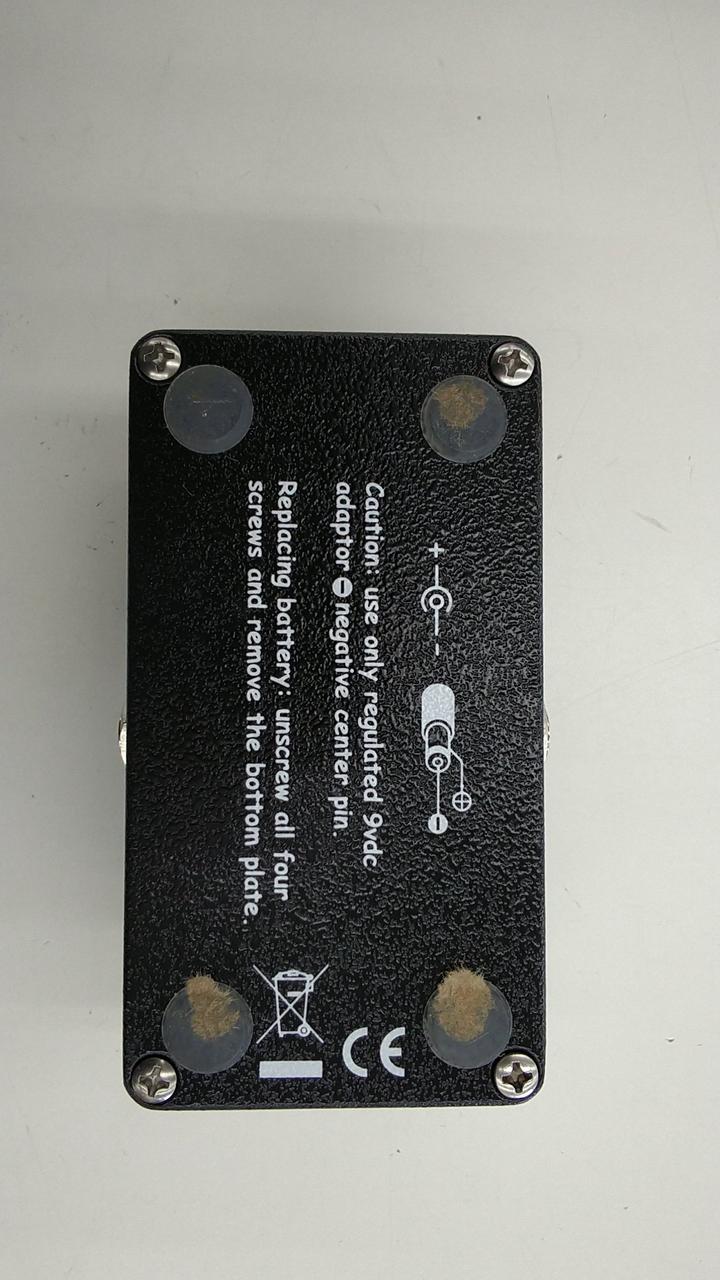 + -
Caution: use only regulated 9vdc
adaptor⊖negative center pin.
Replacing battery: unscrew all four
screws and remove the bottom plate.
CE